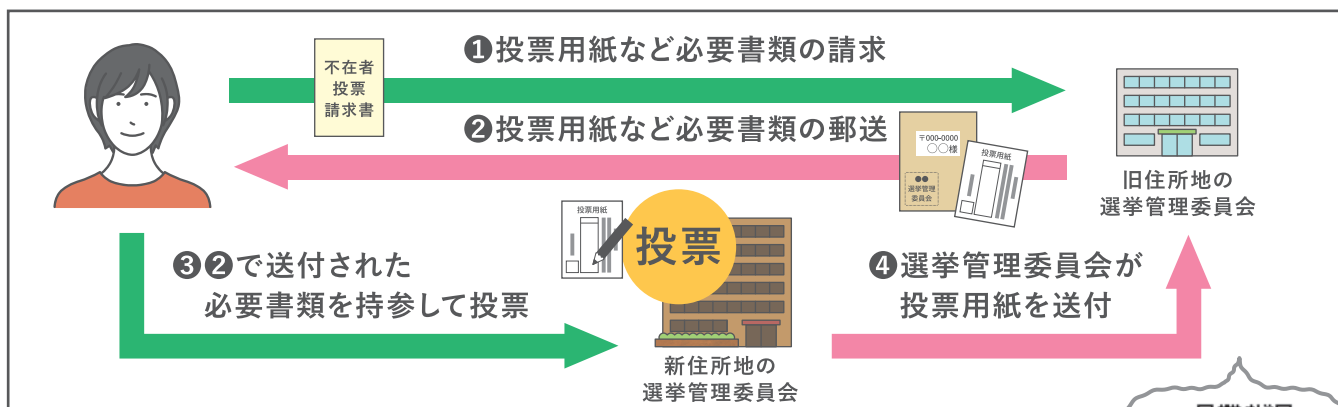 ❶投票用紙など必要書類の請求
不在者
投票
請求書
❷投票用紙など必要書類の郵送
〒000-0000
○○様
●●
選挙管理
委員会
投票用紙
旧住所地の
選挙管理委員会
❸❷で送付された
必要書類を持参して投票
投票用紙
投票
新住所地の
選挙管理委員会
❹選挙管理委員会が
投票用紙を送付